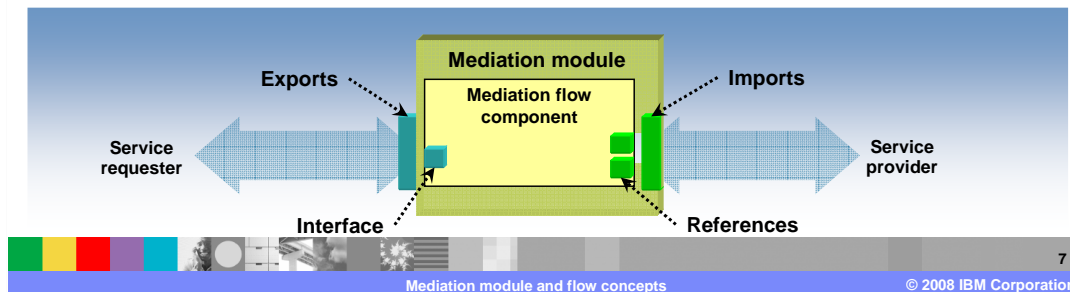 Mediation module
Exports
Imports
Mediation flow
component
Service
requester
Service
provider
Interface
References
7
Mediation module and flow concepts
© 2008 IBM Corporation